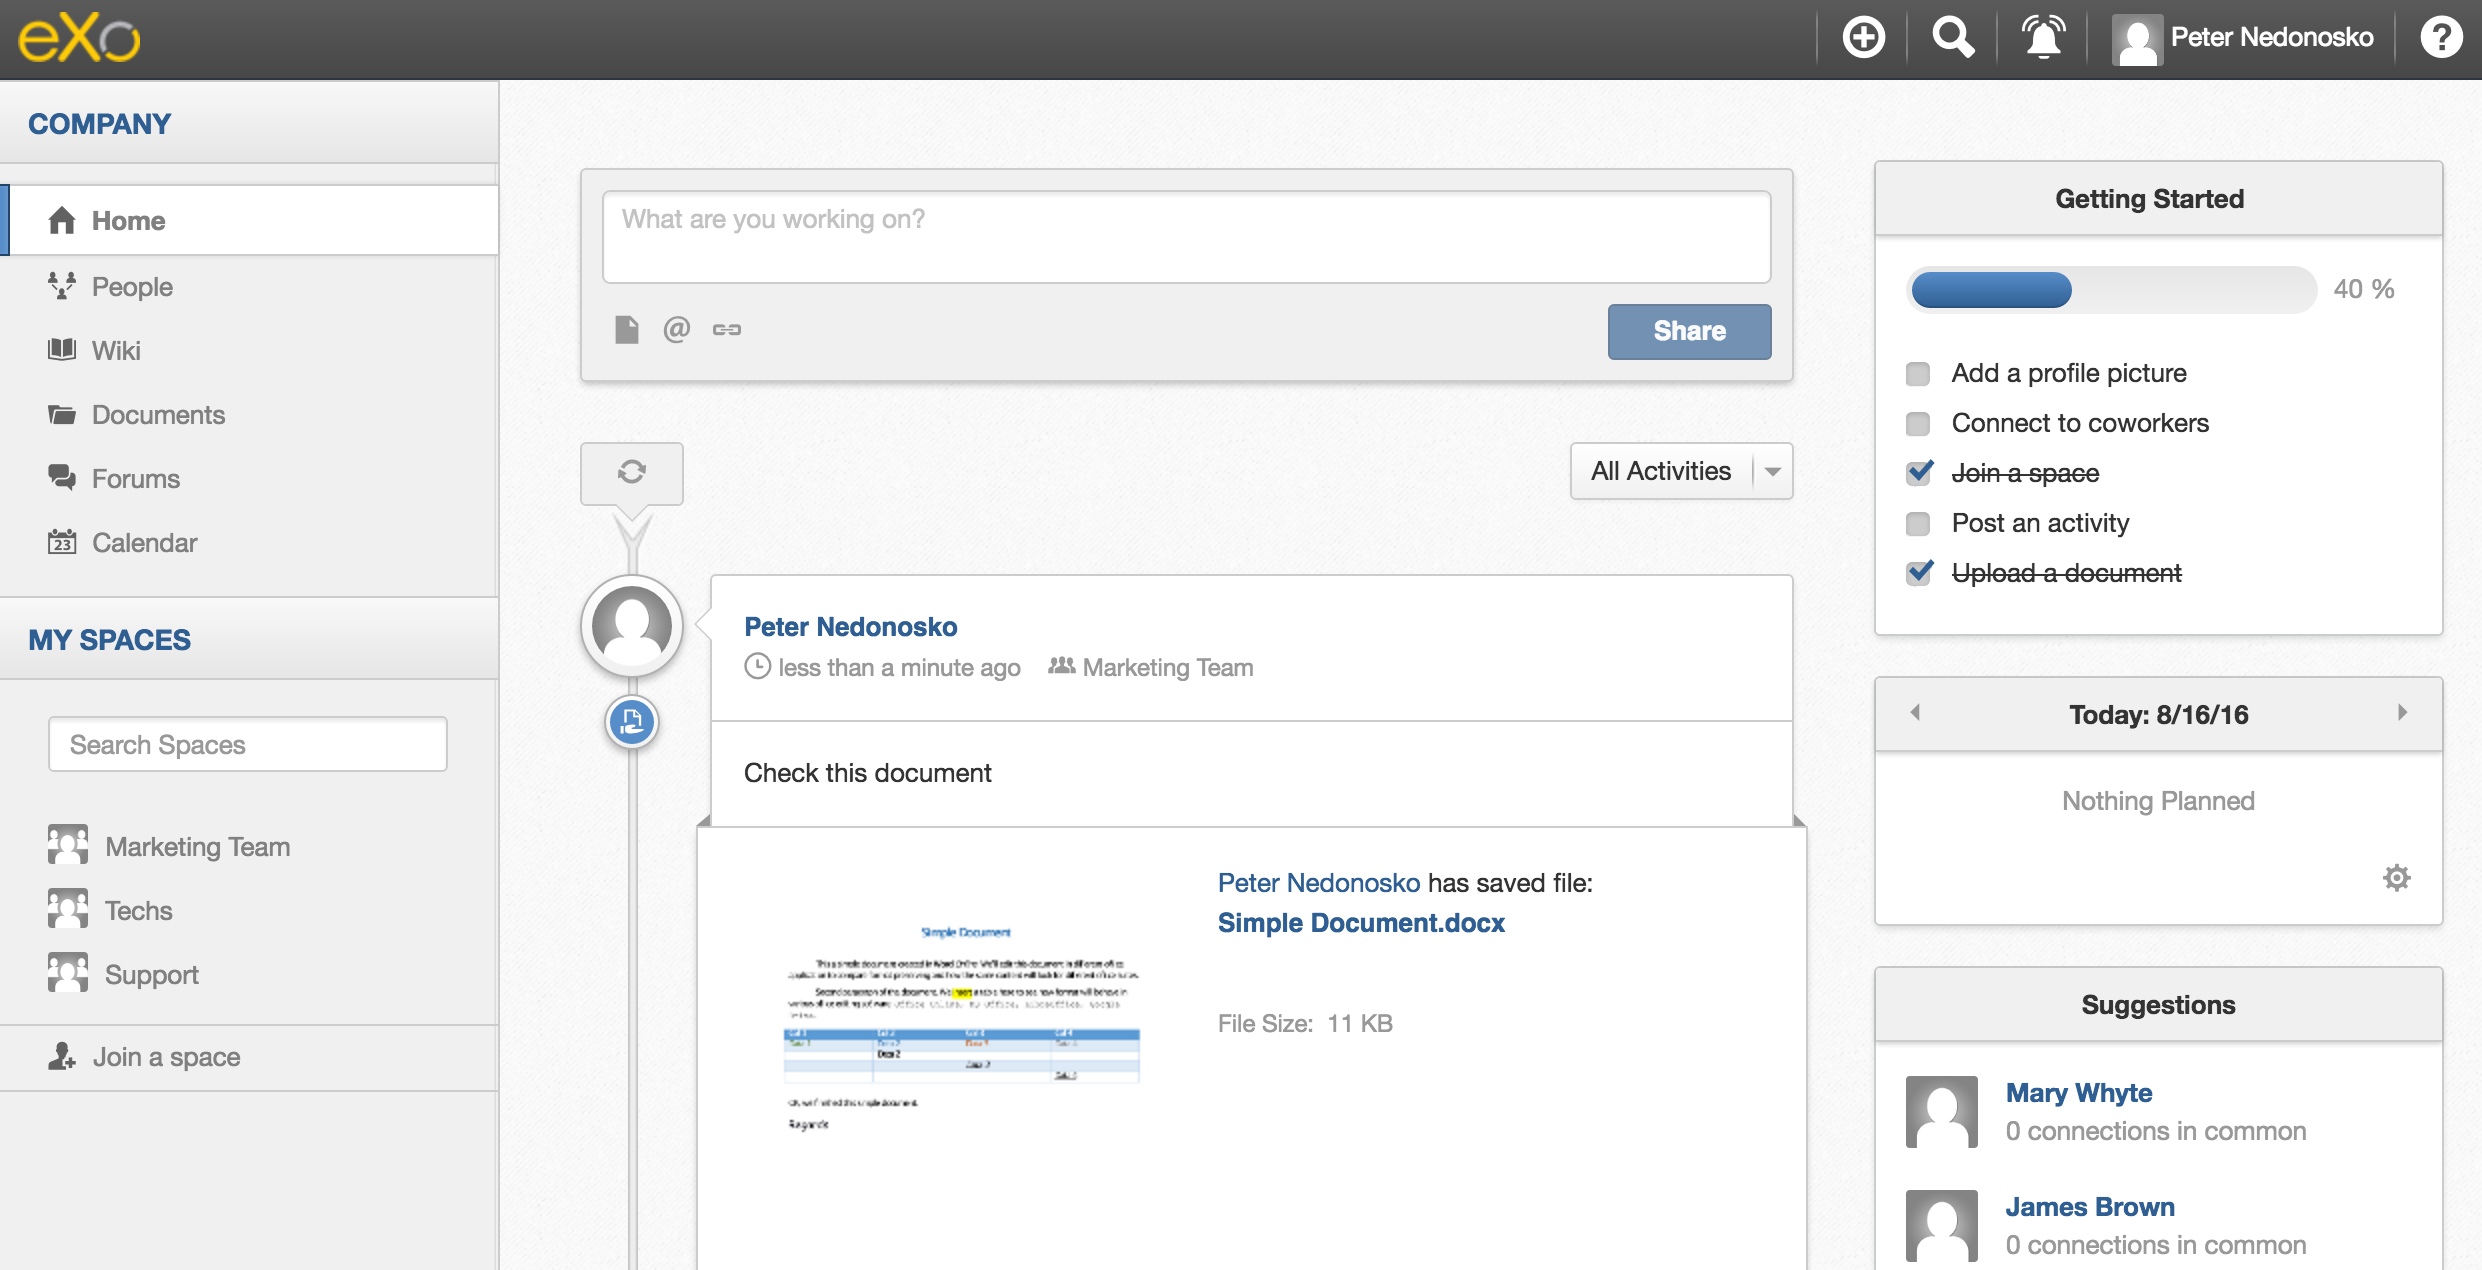 eXo
Peter Nedonosko
COMPANY
Home
People
Wiki
Documents
Forums
23
Calendar
MY SPACES
Search Spaces
Marketing Team
Techs
Support
Join a space
What are you working on?
@
Share
All Activities
Peter Nedonosko
less than a minute ago
Marketing Team
Check this document
Simple Document
Regards
Peter Nedonosko has saved file:
Simple Document.docx
File Size: 11 KB
Getting Started
40 %
Add a profile picture
Connect to coworkers
Join a space
Post an activity
Upload a document
Today: 8/16/16
Nothing Planned
Suggestions
Mary Whyte
0 connections in common
James Brown
0 connections in common